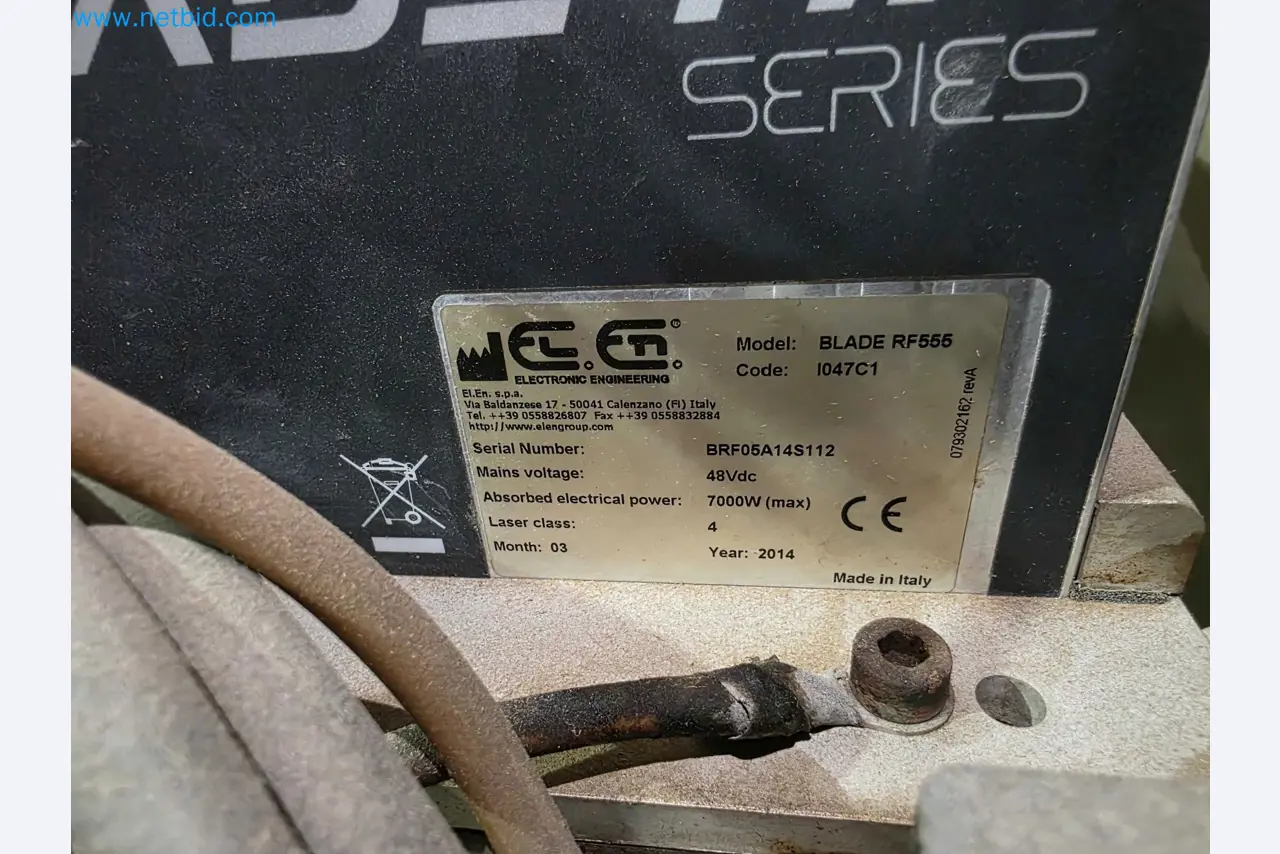 www.netbid.com
SERIES
EL.En.®
ELECTRONIC ENGINEERING
Model: BLADE RF555
Code: I047C1
El.En. s.p.a.
Via Baldanzese 17 - 50041 Calenzano (FI) Italy
Tel. ++39 0558826807 Fax ++39 0558832884
http://www.elengroup.com
079302162 revA
Serial Number: BRF05A14S112
Mains voltage: 48Vdc
Absorbed electrical power: 7000W (max)
CE
Laser class: 4
Month: 03 Year: 2014
Made in Italy